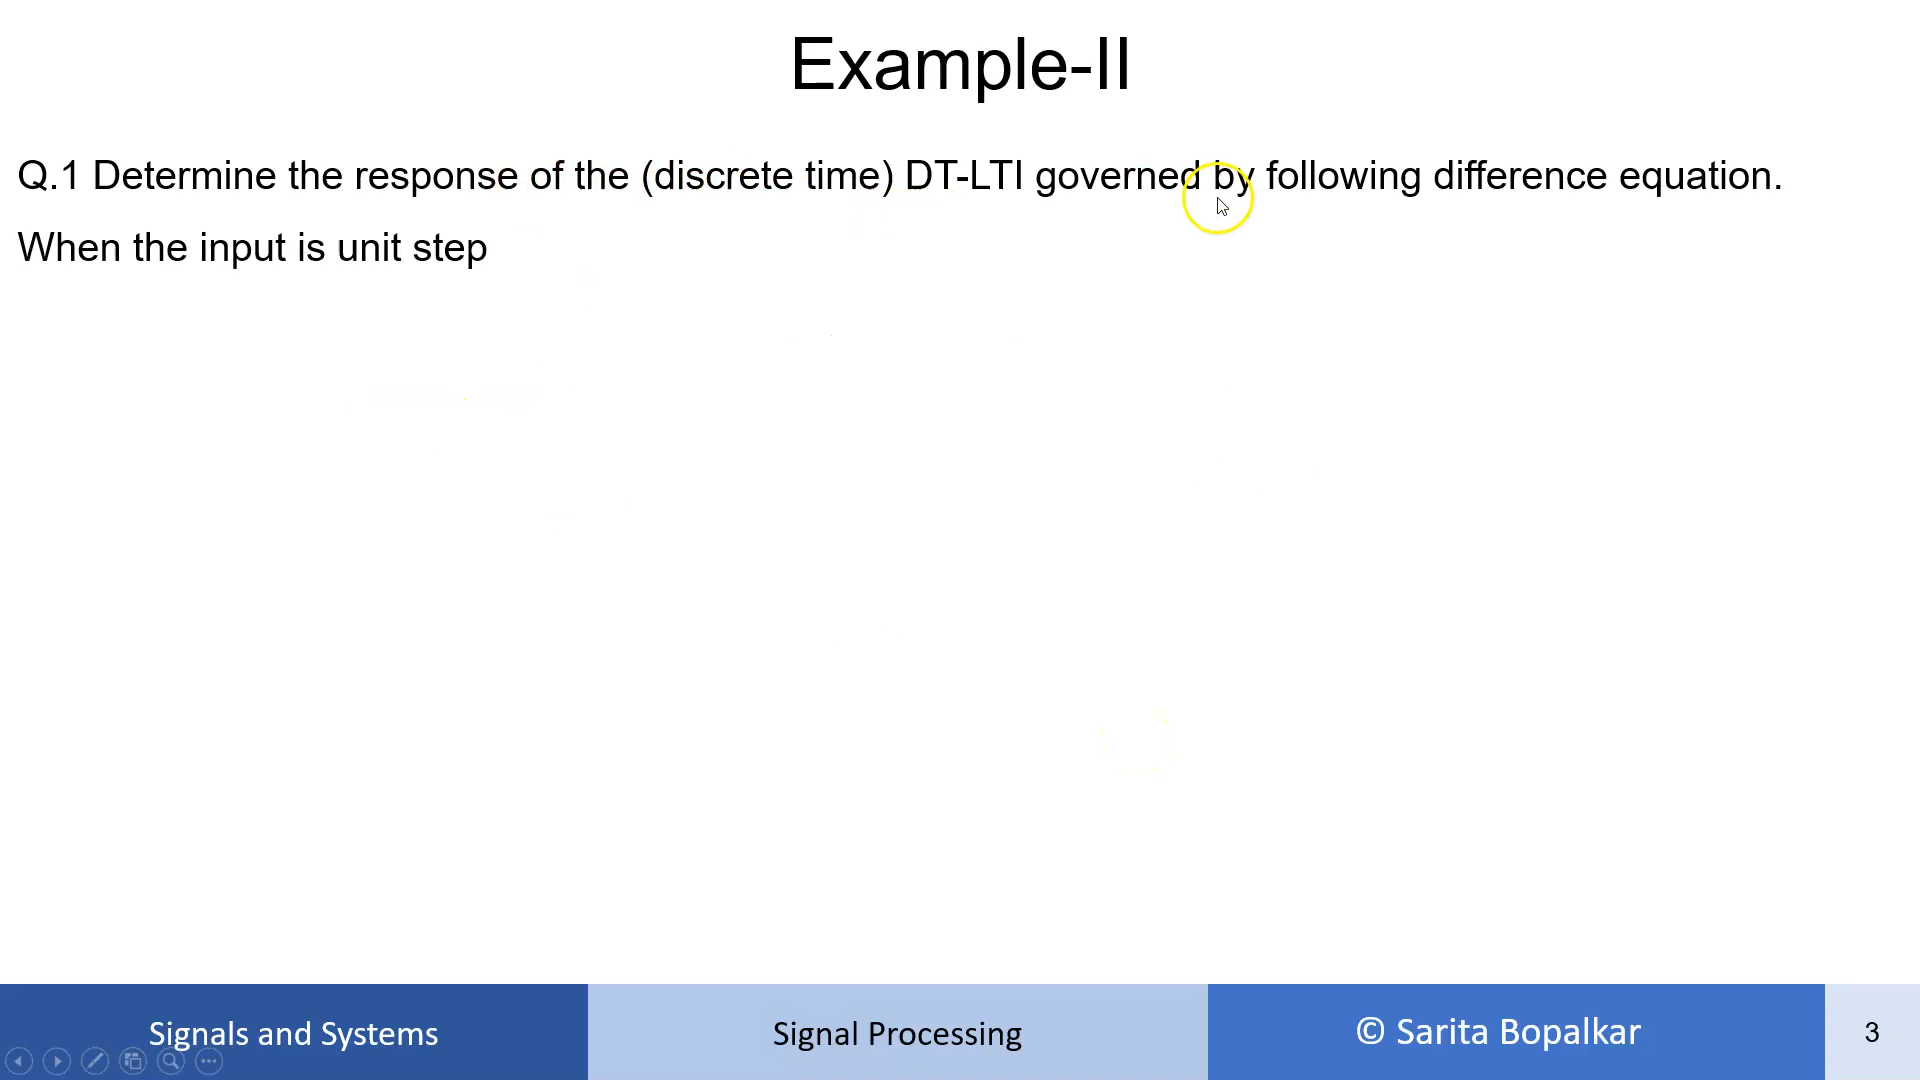 Example-II
Q.1 Determine the response of the (discrete time) DT-LTI governed by following difference equation.
When the input is unit step
Signals and Systems
Signal Processing
© Sarita Bopalkar
3